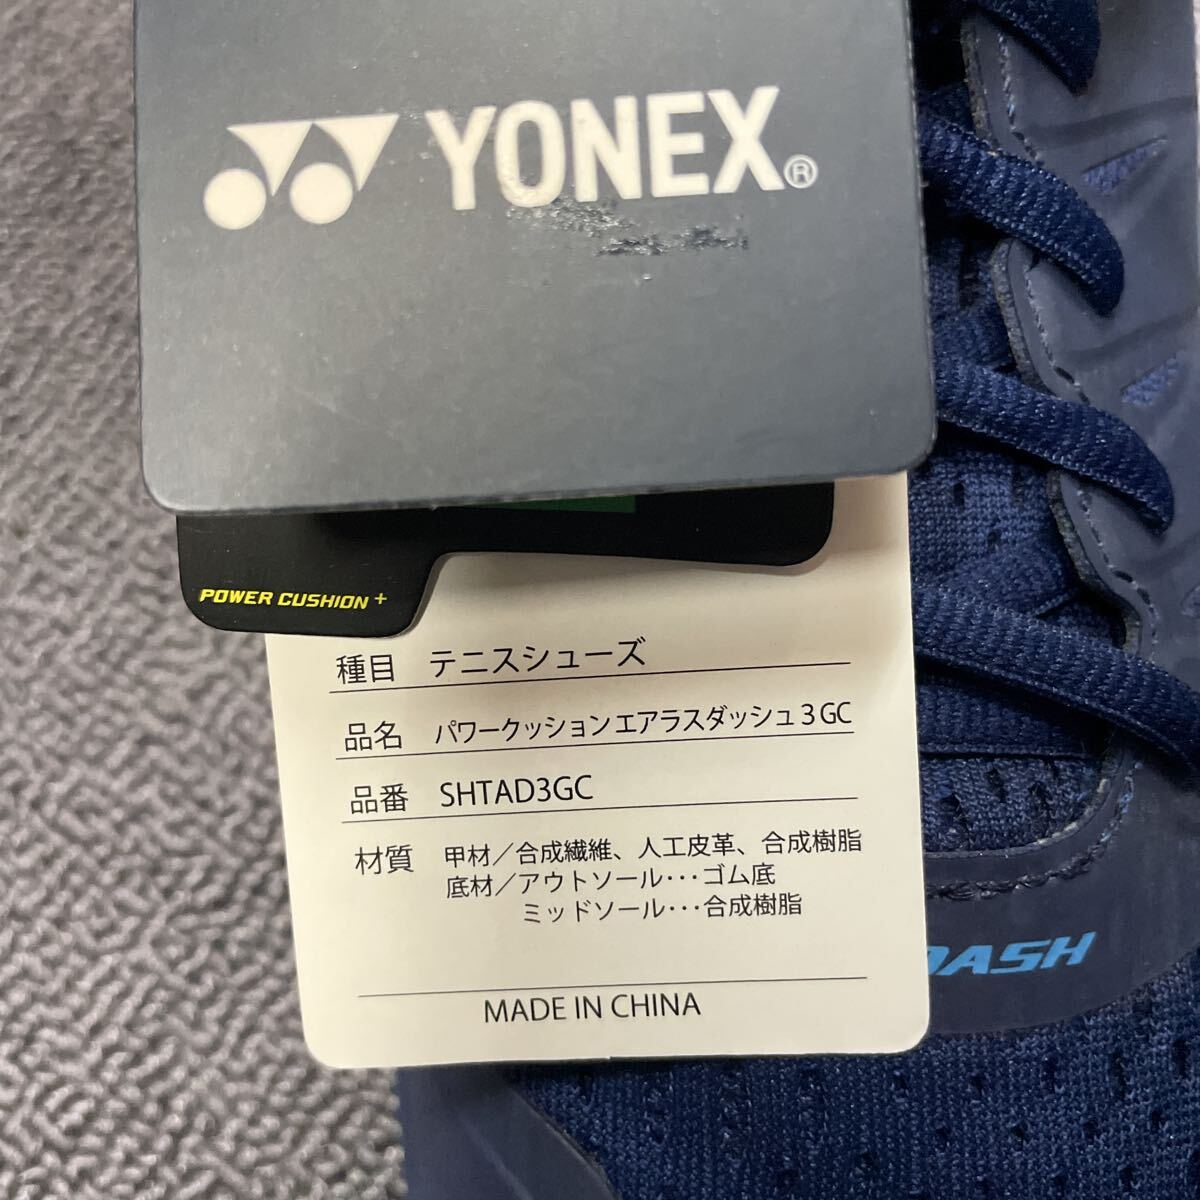 YONEX®
POWER CUSHION +
種目 テニスシューズ
品名 パワークッションエアラスダッシュ3GC
品番 SHTAD3GC
材質 甲材／合成繊維、人工皮革、合成樹脂
底材／アウトソール･･･ゴム底
ミッドソール･･･合成樹脂
MADE IN CHINA
DASH